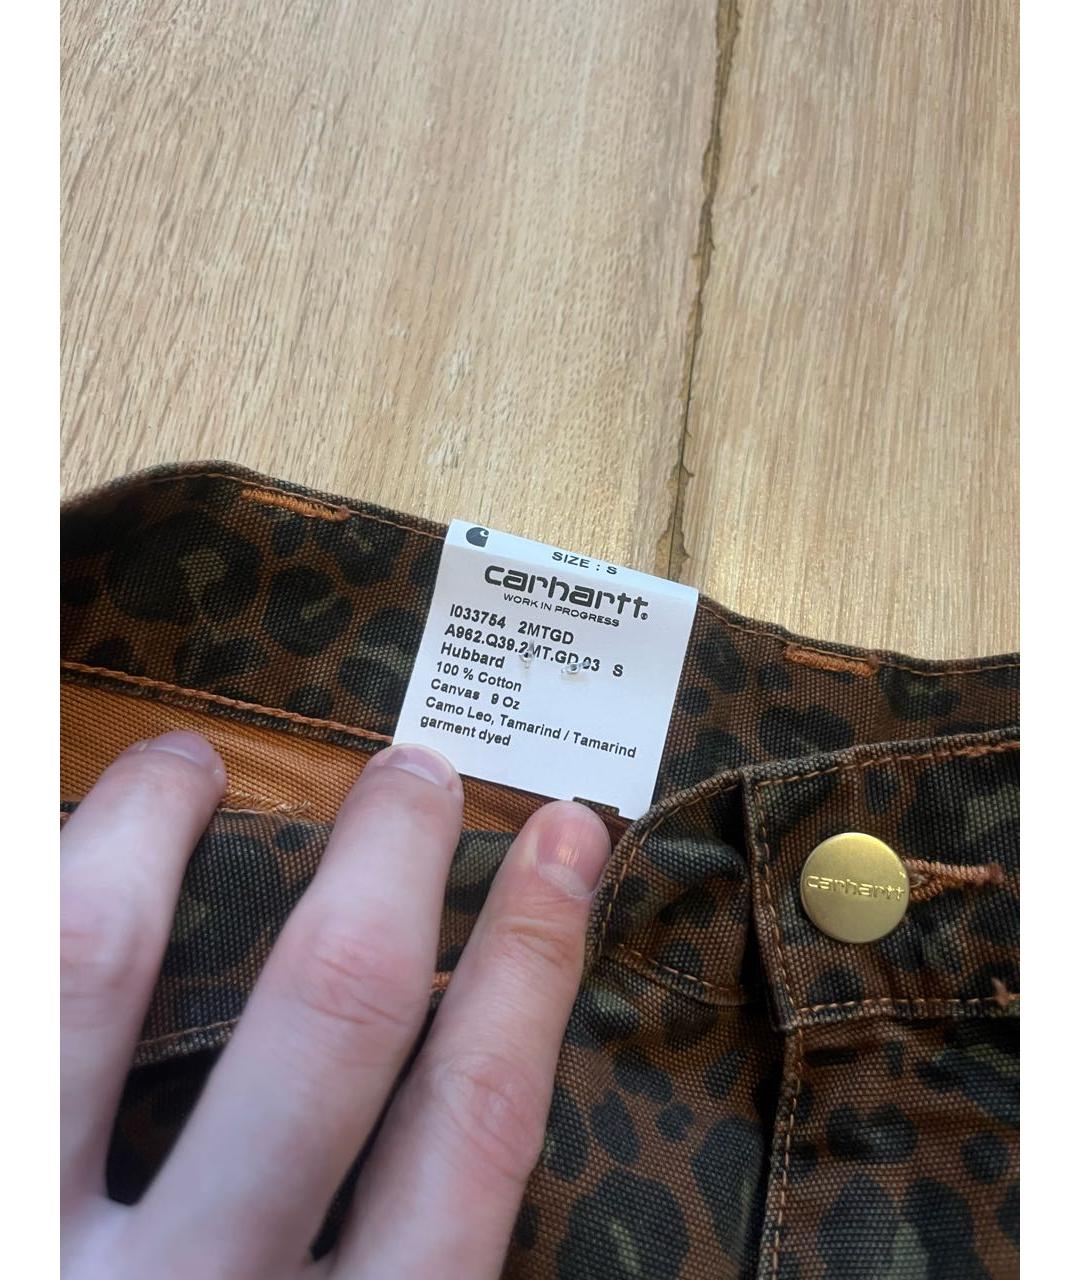 SIZE : S
carhartt®
WORK IN PROGRESS
I033754 2MTGD
A962.Q39.2MT.GD.03 S
Hubbard
100 % Cotton
Canvas 9 Oz
Camo Leo, Tamarind / Tamarind
garment dyed
carhartt